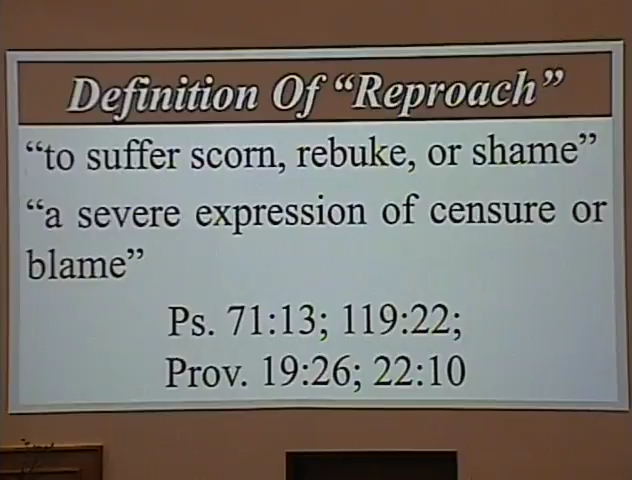 Definition Of “Reproach”
“to suffer scorn, rebuke, or shame”
“a severe expression of censure or
blame”
Ps. 71:13; 119:22;
Prov. 19:26; 22:10